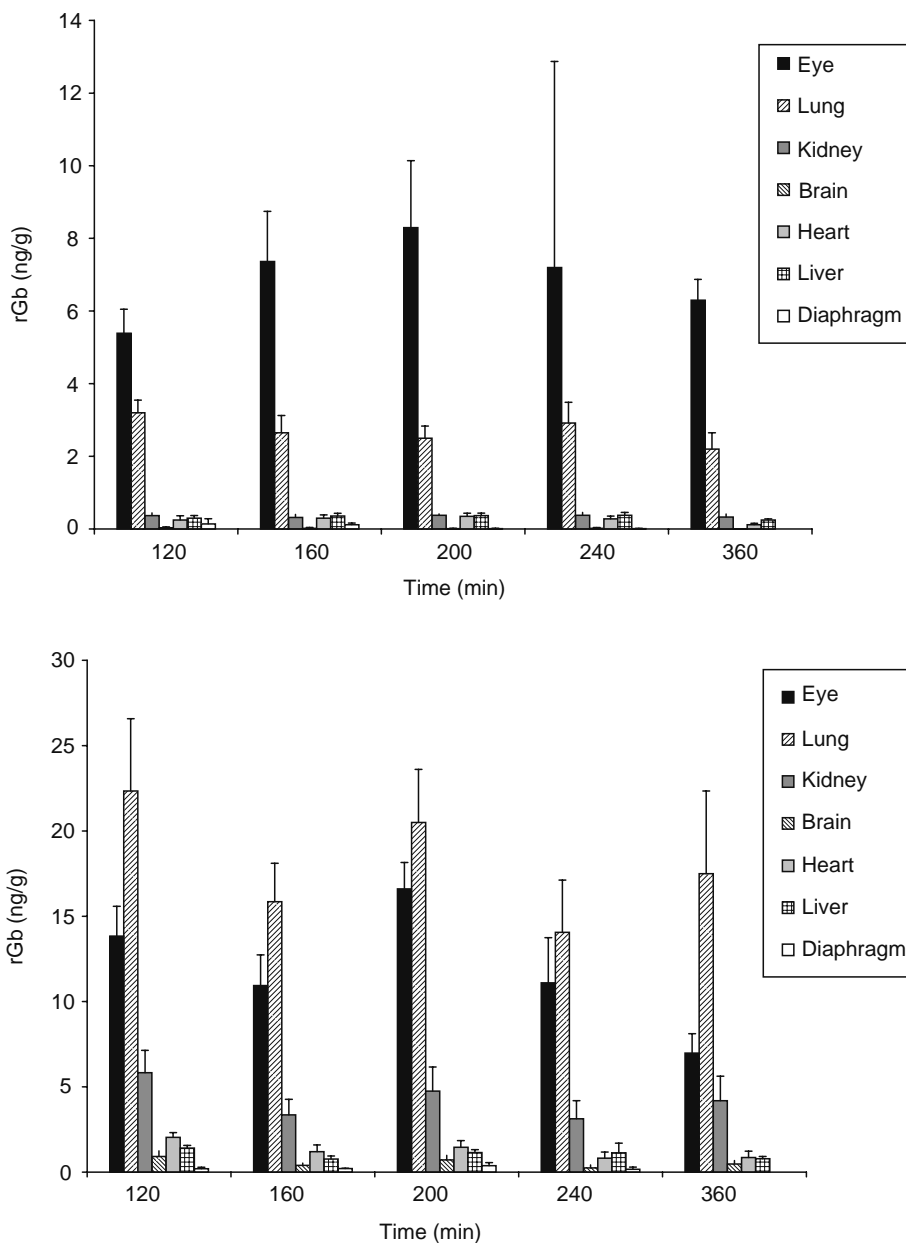 14
12
10
8
6
4
2
0
rGb (ng/g)
120 160 200 240 360
Time (min)
Eye
Lung
Kidney
Brain
Heart
Liver
Diaphragm
30
25
20
15
10
5
0
rGb (ng/g)
120 160 200 240 360
Time (min)
Eye
Lung
Kidney
Brain
Heart
Liver
Diaphragm